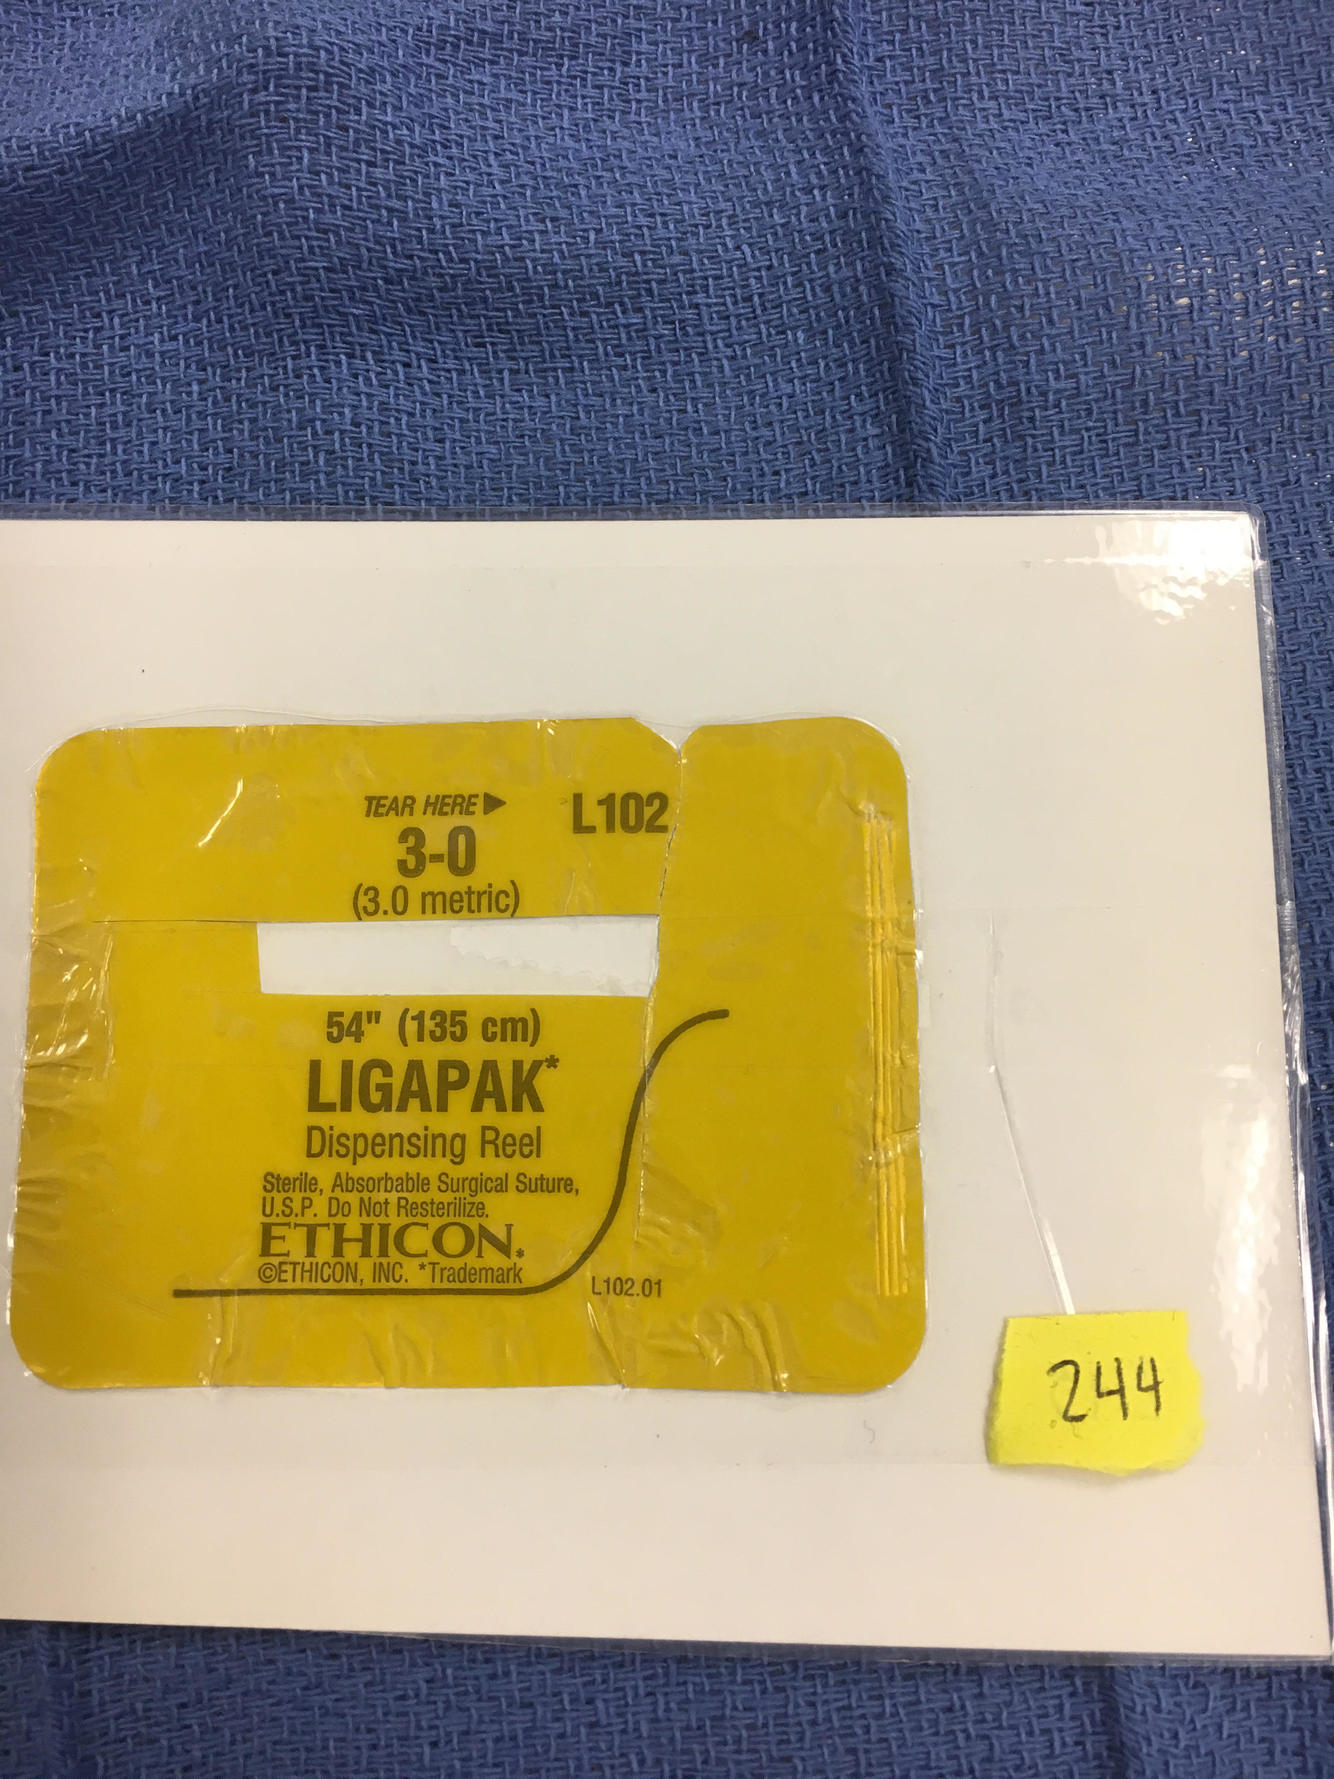 TEAR HERE ▶ L102
3-0
(3.0 metric)
54" (135 cm)
LIGAPAK*
Dispensing Reel
Sterile, Absorbable Surgical Suture,
U.S.P. Do Not Resterilize.
ETHICON*
©ETHICON, INC. *Trademark
L102.01
244